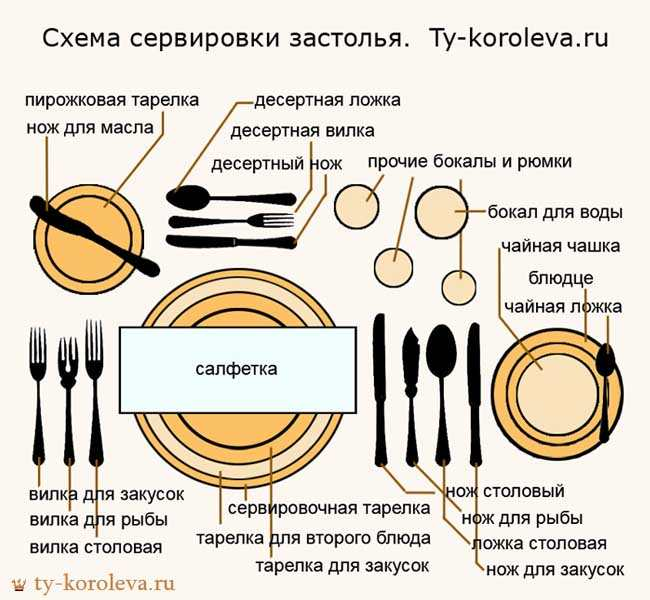 Схема сервировки застолья. Ty-koroleva.ru
пирожковая тарелка
нож для масла
десертная ложка
десертная вилка
десертный нож
прочие бокалы и рюмки
бокал для воды
чайная чашка
блюдце
чайная ложка
салфетка
вилка для закусок
вилка для рыбы
вилка столовая
сервировочная тарелка
тарелка для второго блюда
тарелка для закусок
нож столовый
нож для рыбы
ложка столовая
нож для закусок
ty-koroleva.ru